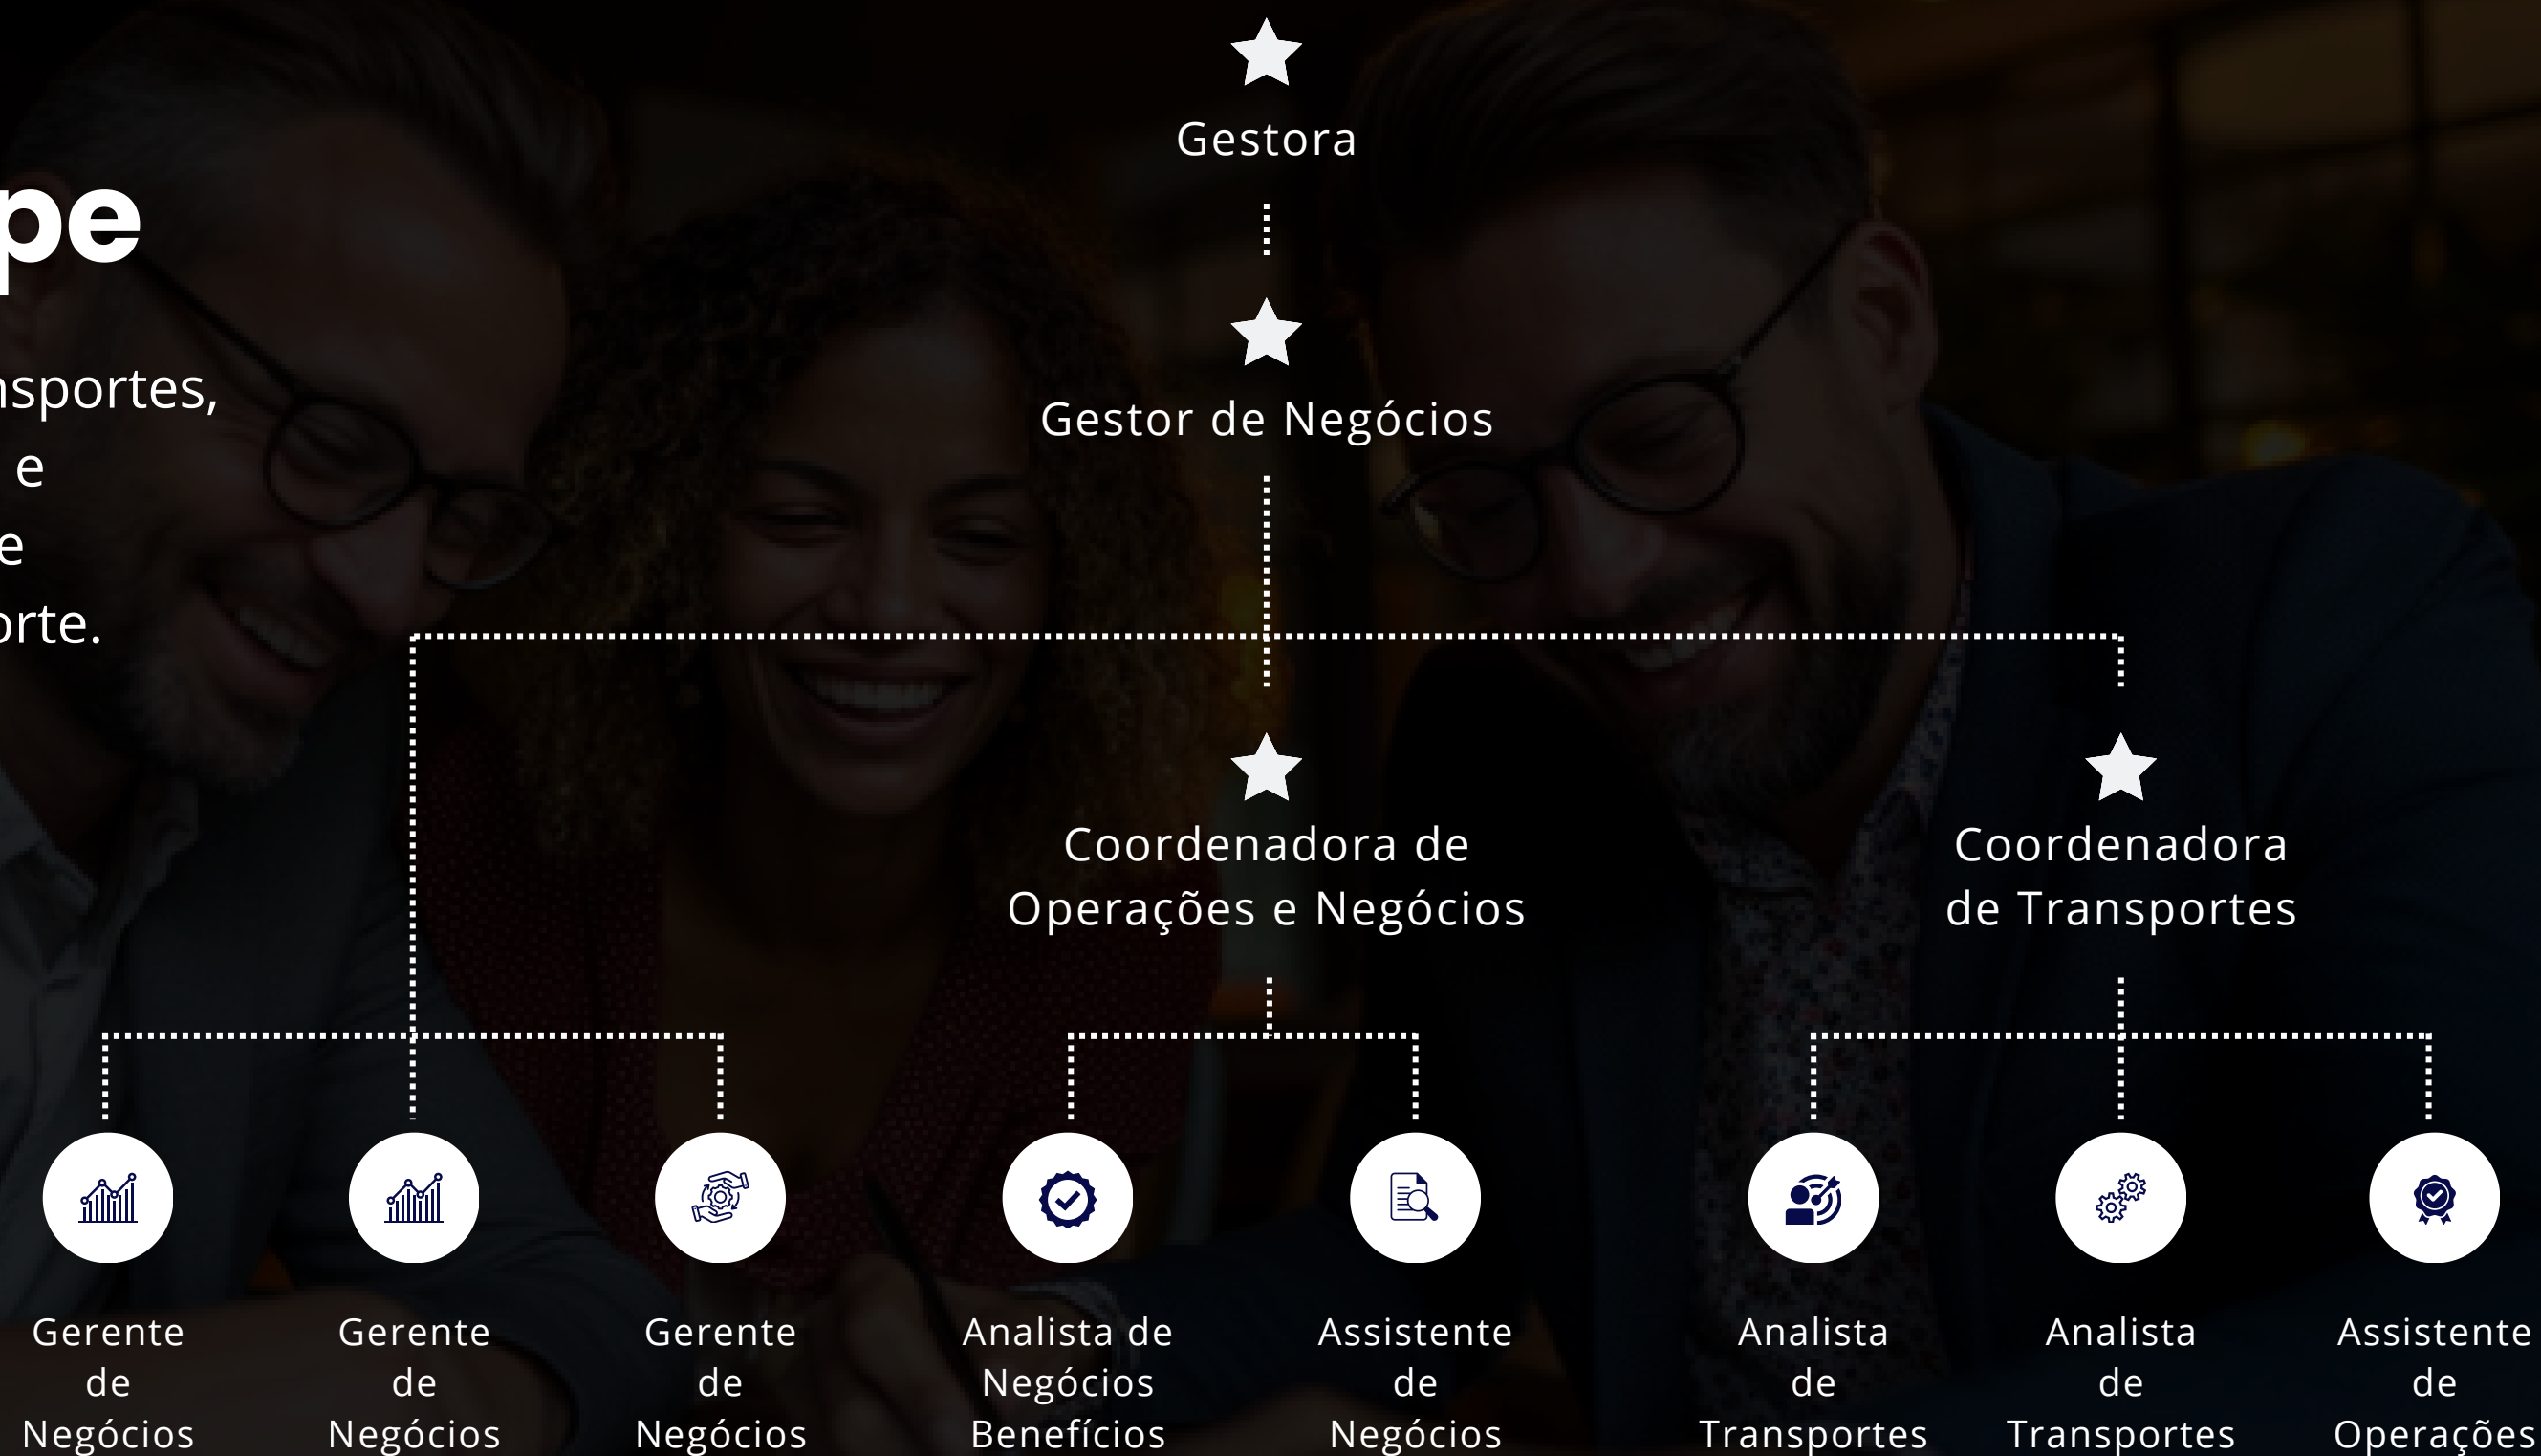 pe
nsportes,
e
e
orte.
Gestora
Gestor de Negócios
Coordenadora de
Operações e Negócios
Coordenadora
de Transportes
Gerente
de
Negócios
Gerente
de
Negócios
Gerente
de
Negócios
Analista de
Negócios
Benefícios
Assistente
de
Negócios
Analista
de
Transportes
Analista
de
Transportes
Assistente
de
Operações